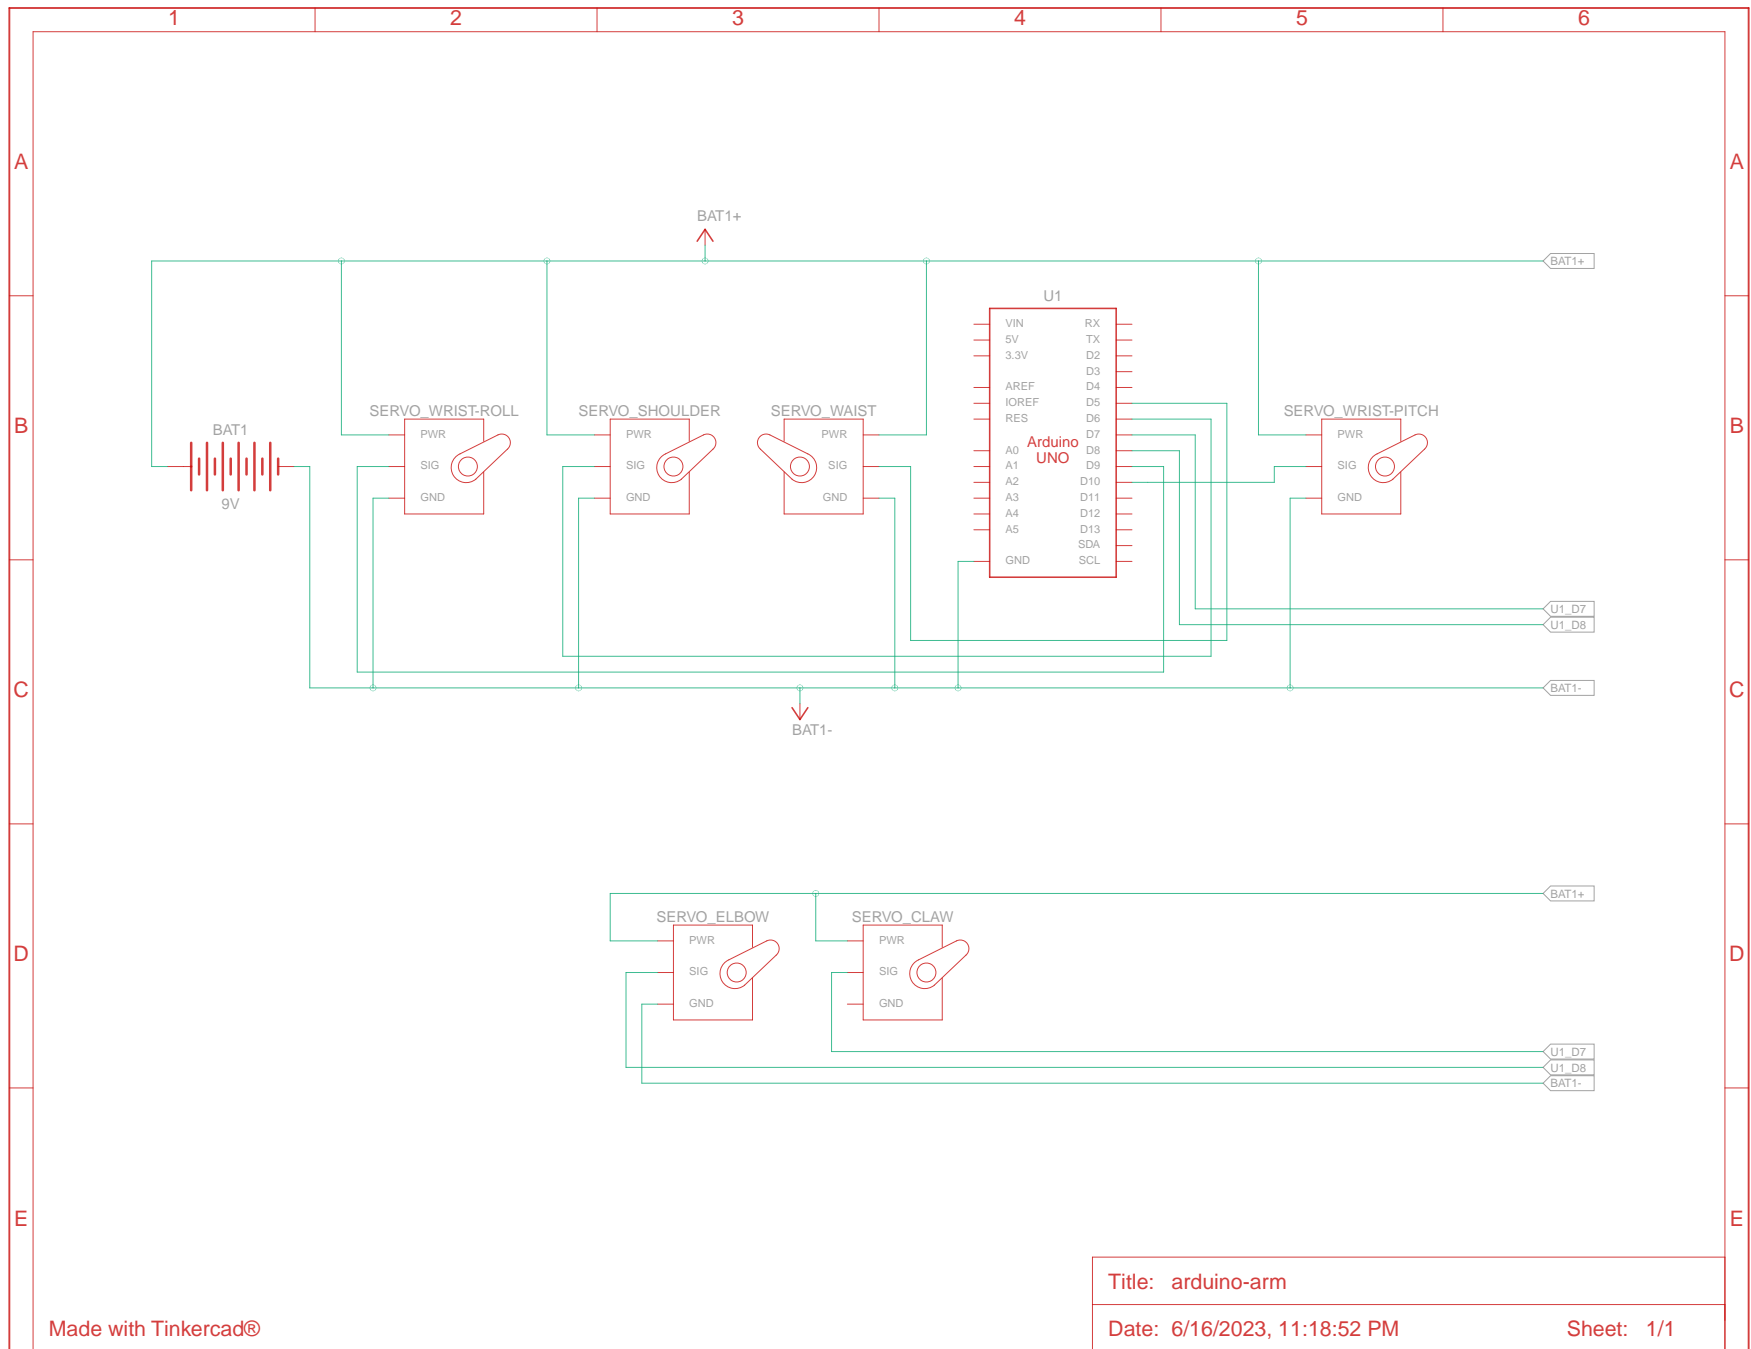 1 2 3 4 5 6
A A
BAT1+
BAT1+
U1
VIN RX
5V TX
3.3V D2
D3
AREF D4
IOREF D5
RES D6
D7
A0 D8
A1 D9
A2 D10
A3 D11
A4 D12
A5 D13
SDA
GND SCL
Arduino
UNO
B B
BAT1
9V
SERVO_WRIST-ROLL
PWR
SIG
GND
SERVO_SHOULDER
PWR
SIG
GND
SERVO_WAIST
PWR
SIG
GND
SERVO_WRIST-PITCH
PWR
SIG
GND
U1_D7
U1_D8
C C
BAT1-
BAT1-
BAT1+
SERVO_ELBOW
PWR
SIG
GND
SERVO_CLAW
PWR
SIG
GND
D D
U1_D7
U1_D8
BAT1-
E E
Title: arduino-arm
Made with Tinkercad®
Date: 6/16/2023, 11:18:52 PM Sheet: 1/1